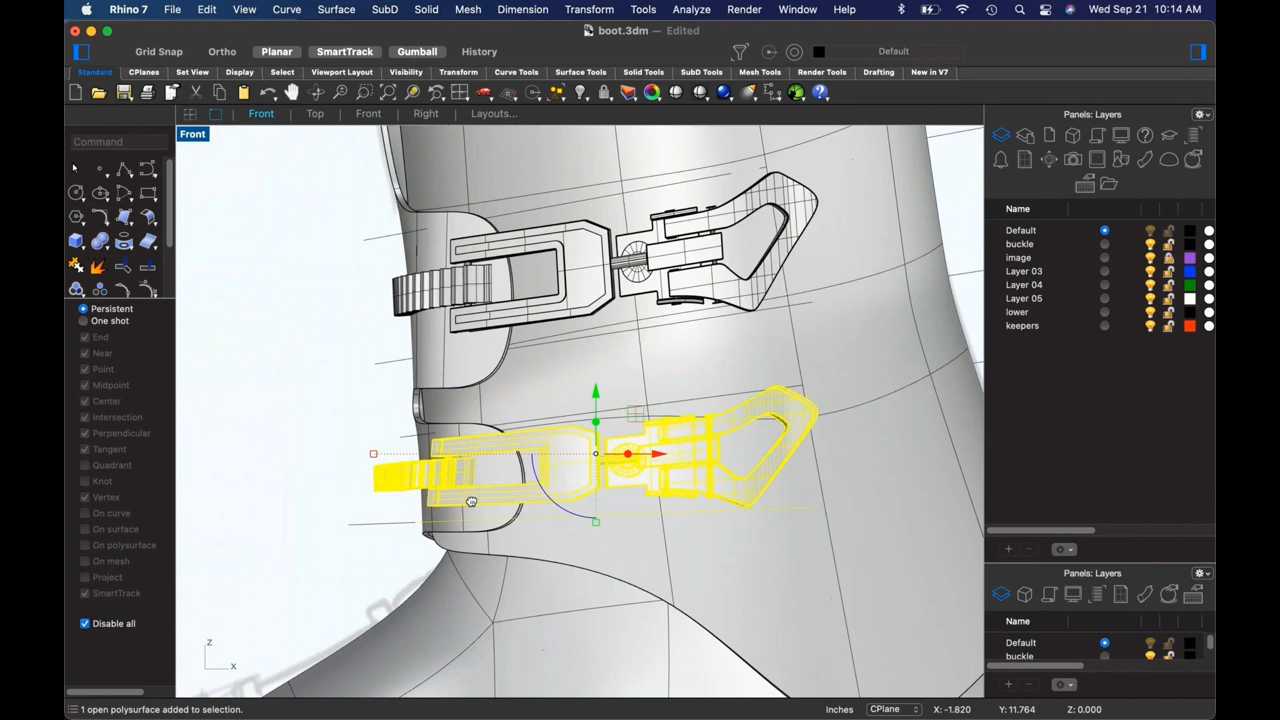 Rhino 7 File Edit View Curve Surface SubD Solid Mesh Dimension Transform Tools Analyze Render Window Help Wed Sep 21 10:14 AM
boot.3dm — Edited
Grid Snap Ortho Planar SmartTrack Gumball History Default
Standard CPlanes Set View Display Select Viewport Layout Visibility Transform Curve Tools Surface Tools Solid Tools SubD Tools Mesh Tools Render Tools Drafting New in V7
Front Top Front Right Layouts...
Panels: Layers
Front
Command
Name
Default
buckle
image
Layer 03
Layer 04
Layer 05
lower
keepers
Persistent
One shot
End
Near
Point
Midpoint
Center
Intersection
Perpendicular
Tangent
Quadrant
Knot
Vertex
On curve
On surface
On polysurface
On mesh
Project
SmartTrack
Disable all
Panels: Layers
Name
Default
buckle
Z
X
1 open polysurface added to selection. Inches CPlane X: -1.820 Y: 11.764 Z: 0.000